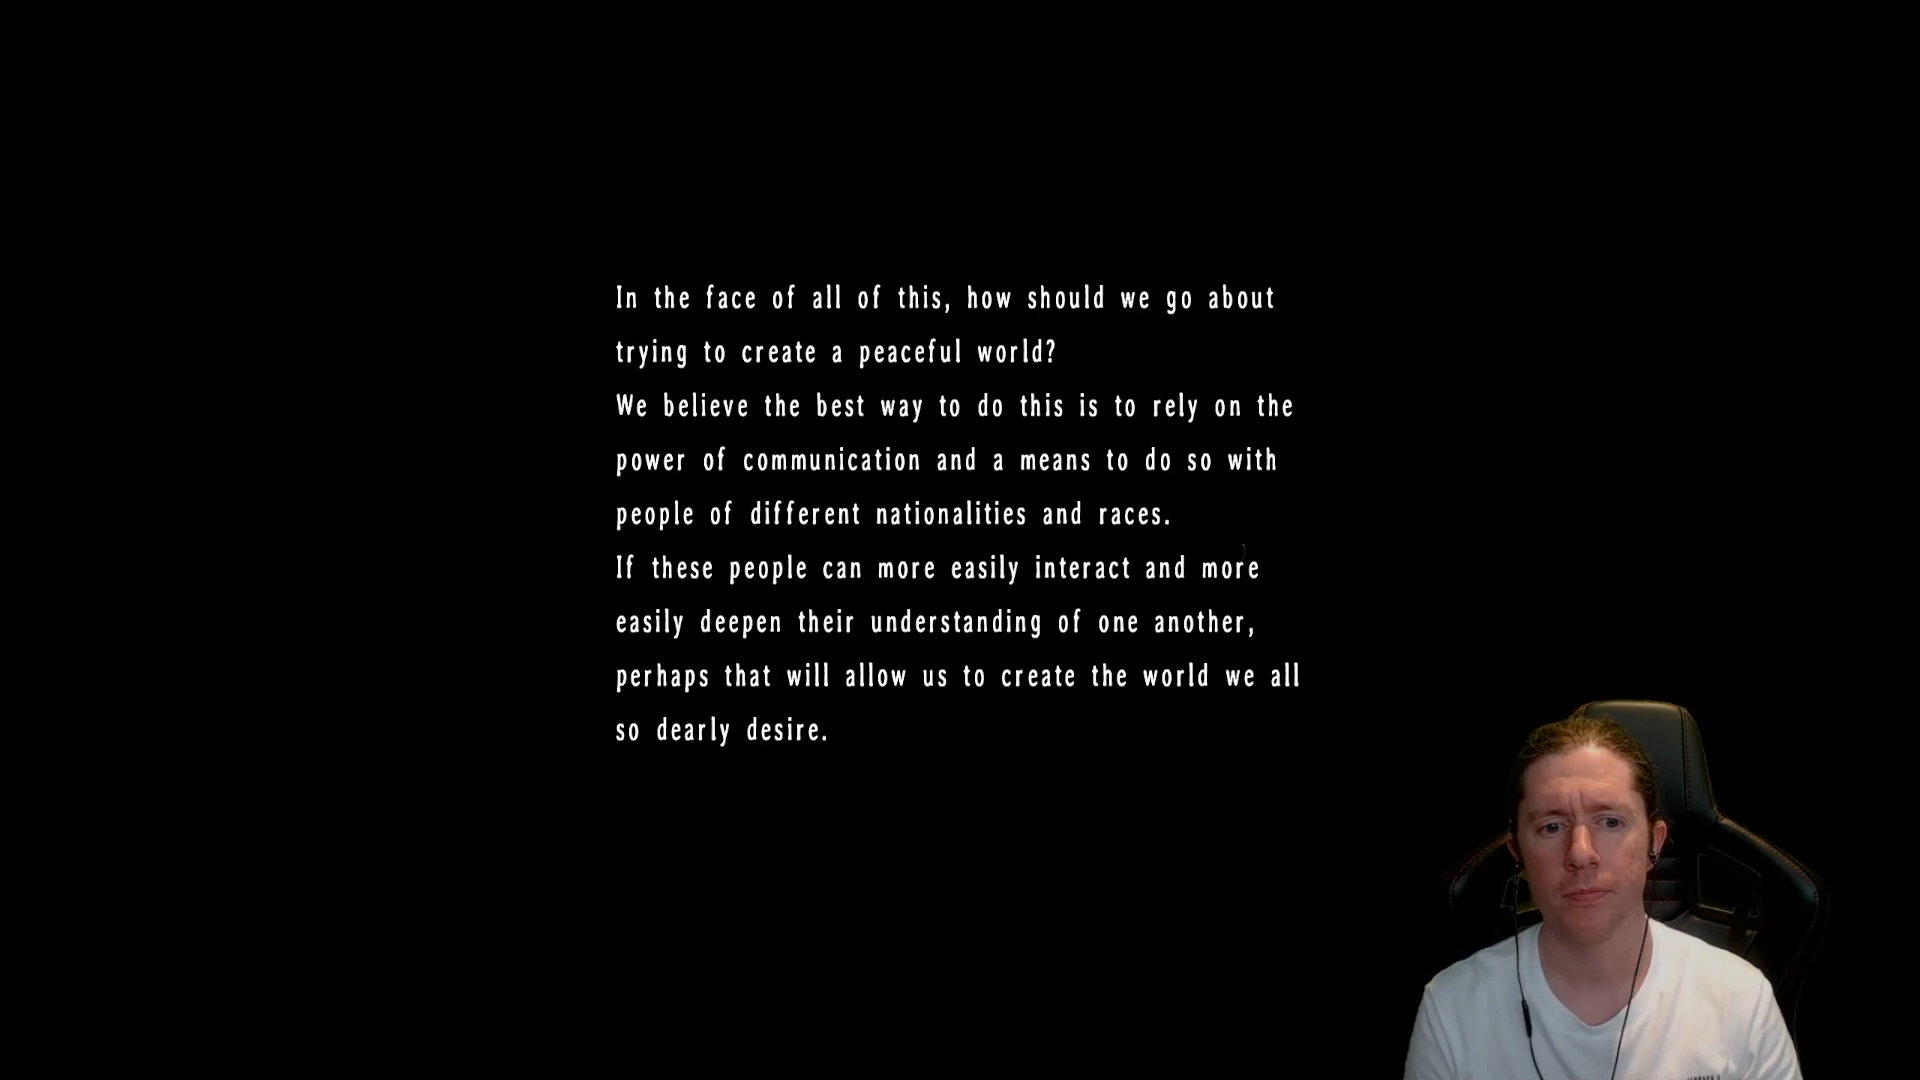 In the face of all of this, how should we go about
trying to create a peaceful world?
We believe the best way to do this is to rely on the
power of communication and a means to do so with
people of different nationalities and races.
If these people can more easily interact and more
easily deepen their understanding of one another,
perhaps that will allow us to create the world we all
so dearly desire.